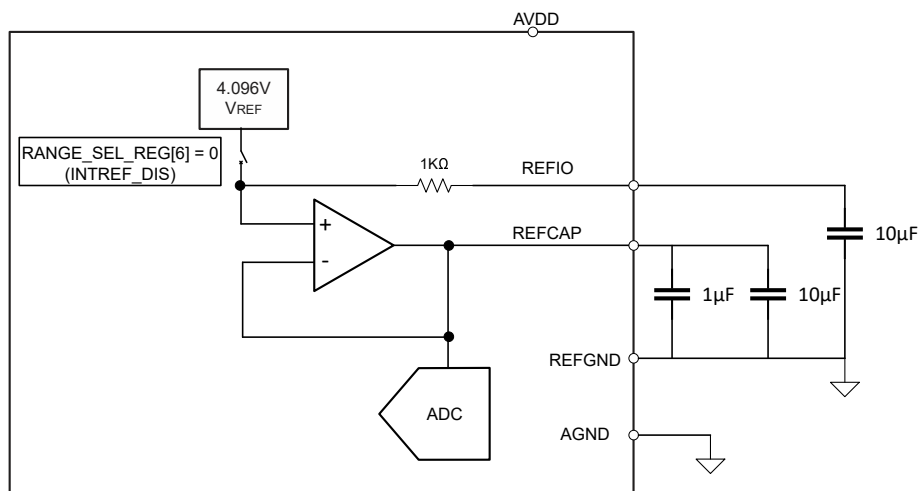 AVDD
4.096V
VREF
RANGE_SEL_REG[6] = 0
(INTREF_DIS)
1KΩ
REFIO
+
-
REFCAP
10µF
1µF
10µF
REFGND
ADC
AGND